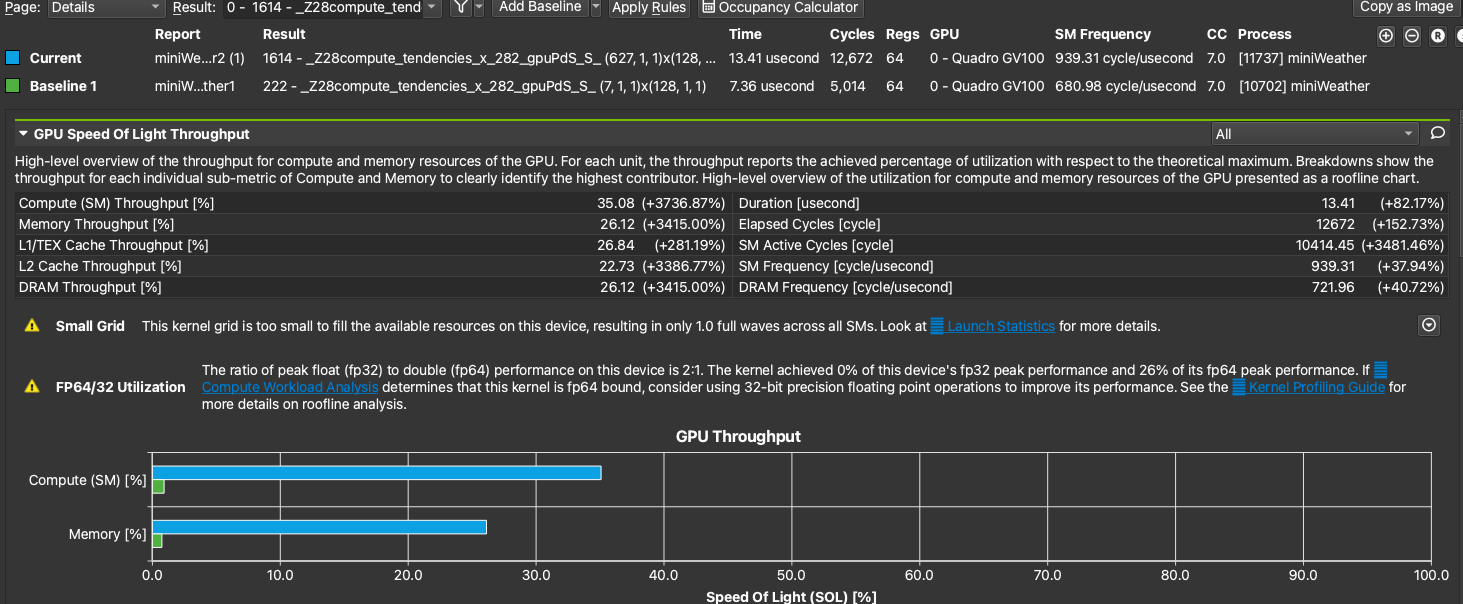 Page: Details Result: 0 - 1614 - _Z28compute_tend Add Baseline Apply Rules Occupancy Calculator Copy as Image
Report Result Time Cycles Regs GPU SM Frequency CC Process
Current miniWe...r2 (1) 1614 - _Z28compute_tendencies_x_282_gpuPdS_S_ (627, 1, 1)x(128, ... 13.41 usecond 12,672 64 0 - Quadro GV100 939.31 cycle/usecond 7.0 [11737] miniWeather
Baseline 1 miniW...ther1 222 - _Z28compute_tendencies_x_282_gpuPdS_S_ (7, 1, 1)x(128, 1, 1) 7.36 usecond 5,014 64 0 - Quadro GV100 680.98 cycle/usecond 7.0 [10702] miniWeather
GPU Speed Of Light Throughput All
High-level overview of the throughput for compute and memory resources of the GPU. For each unit, the throughput reports the achieved percentage of utilization with respect to the theoretical maximum. Breakdowns show the
throughput for each individual sub-metric of Compute and Memory to clearly identify the highest contributor. High-level overview of the utilization for compute and memory resources of the GPU presented as a roofline chart.
Compute (SM) Throughput [%] 35.08 (+3736.87%) Duration [usecond] 13.41 (+82.17%)
Memory Throughput [%] 26.12 (+3415.00%) Elapsed Cycles [cycle] 12672 (+152.73%)
L1/TEX Cache Throughput [%] 26.84 (+281.19%) SM Active Cycles [cycle] 10414.45 (+3481.46%)
L2 Cache Throughput [%] 22.73 (+3386.77%) SM Frequency [cycle/usecond] 939.31 (+37.94%)
DRAM Throughput [%] 26.12 (+3415.00%) DRAM Frequency [cycle/usecond] 721.96 (+40.72%)
Small Grid This kernel grid is too small to fill the available resources on this device, resulting in only 1.0 full waves across all SMs. Look at Launch Statistics for more details.
The ratio of peak float (fp32) to double (fp64) performance on this device is 2:1. The kernel achieved 0% of this device's fp32 peak performance and 26% of its fp64 peak performance. If
FP64/32 Utilization Compute Workload Analysis determines that this kernel is fp64 bound, consider using 32-bit precision floating point operations to improve its performance. See the Kernel Profiling Guide for
more details on roofline analysis.
GPU Throughput
Compute (SM) [%]
Memory [%]
0.0 10.0 20.0 30.0 40.0 50.0 60.0 70.0 80.0 90.0 100.0
Speed Of Light (SOL) [%]